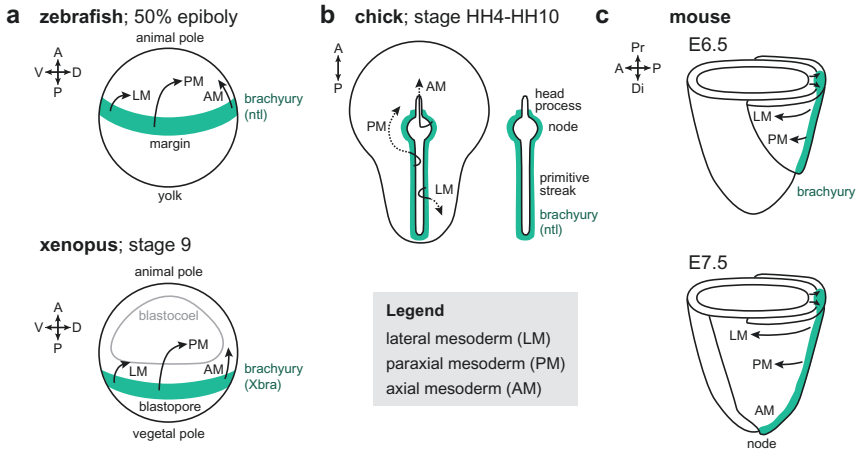 a zebrafish; 50% epiboly
animal pole
A
V D
P
LM
PM
AM
brachyury
(ntl)
margin
yolk
xenopus; stage 9
animal pole
A
V D
P
blastocoel
PM
LM
AM
brachyury
(Xbra)
blastopore
vegetal pole
b chick; stage HH4-HH10
A
P
AM
PM
LM
head
process
node
primitive
streak
brachyury
(ntl)
Legend
lateral mesoderm (LM)
paraxial mesoderm (PM)
axial mesoderm (AM)
c mouse
E6.5
Pr
A P
Di
LM
PM
brachyury
E7.5
LM
PM
AM
node